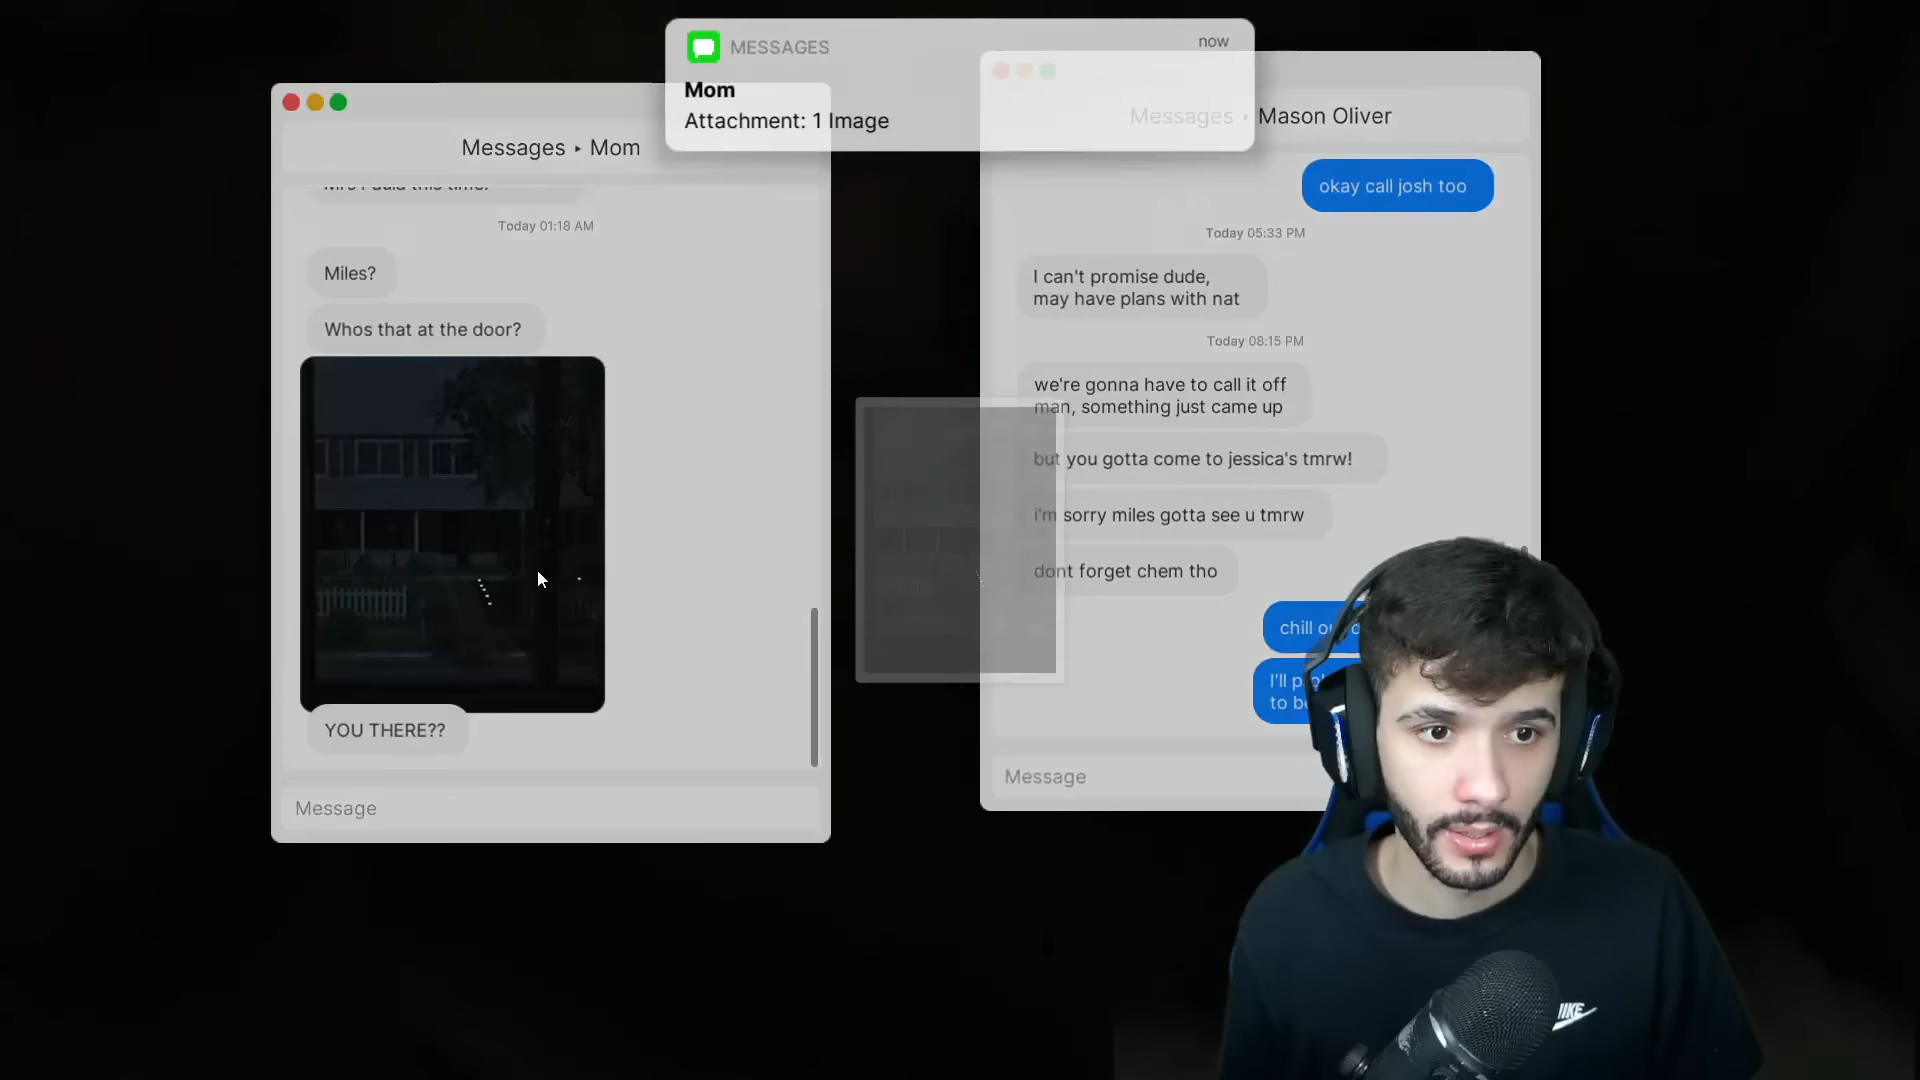 MESSAGES
now
Mom
Attachment: 1 Image
Messages ▸ Mom
Today 01:18 AM
Miles?
Whos that at the door?
YOU THERE??
Message
Messages ▸ Mason Oliver
okay call josh too
Today 05:33 PM
I can't promise dude,
may have plans with nat
Today 08:15 PM
we're gonna have to call it off
man, something just came up
but you gotta come to jessica's tmrw!
i'm sorry miles gotta see u tmrw
dont forget chem tho
chill
I'll
to
Message